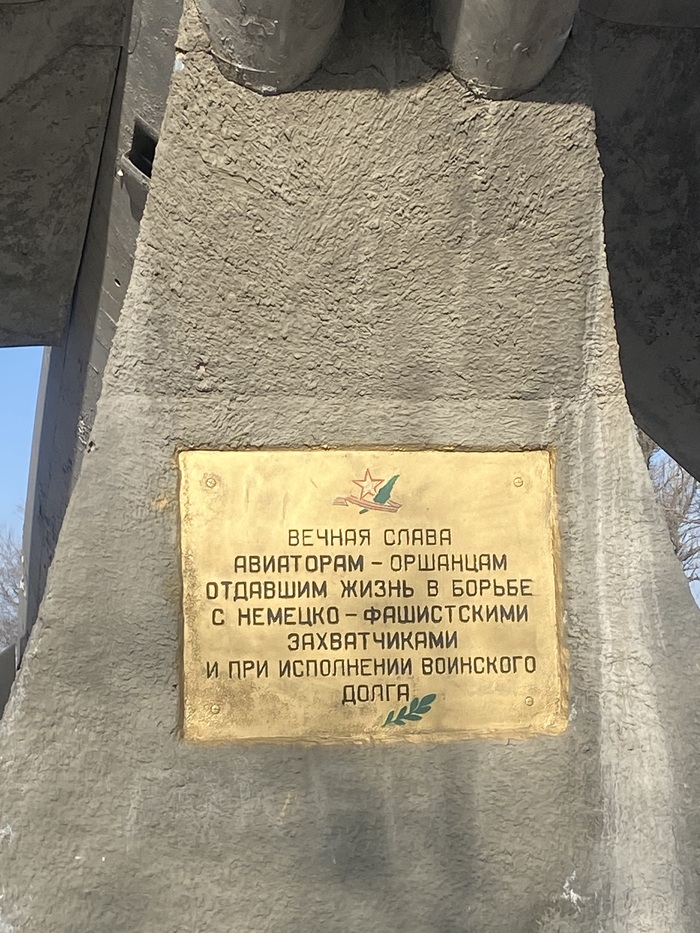 ВЕЧНАЯ СЛАВА
АВИАТОРАМ – ОРШАНЦАМ
ОТДАВШИМ ЖИЗНЬ В БОРЬБЕ
С НЕМЕЦКО – ФАШИСТСКИМИ
ЗАХВАТЧИКАМИ
И ПРИ ИСПОЛНЕНИИ ВОИНСКОГО
ДОЛГА